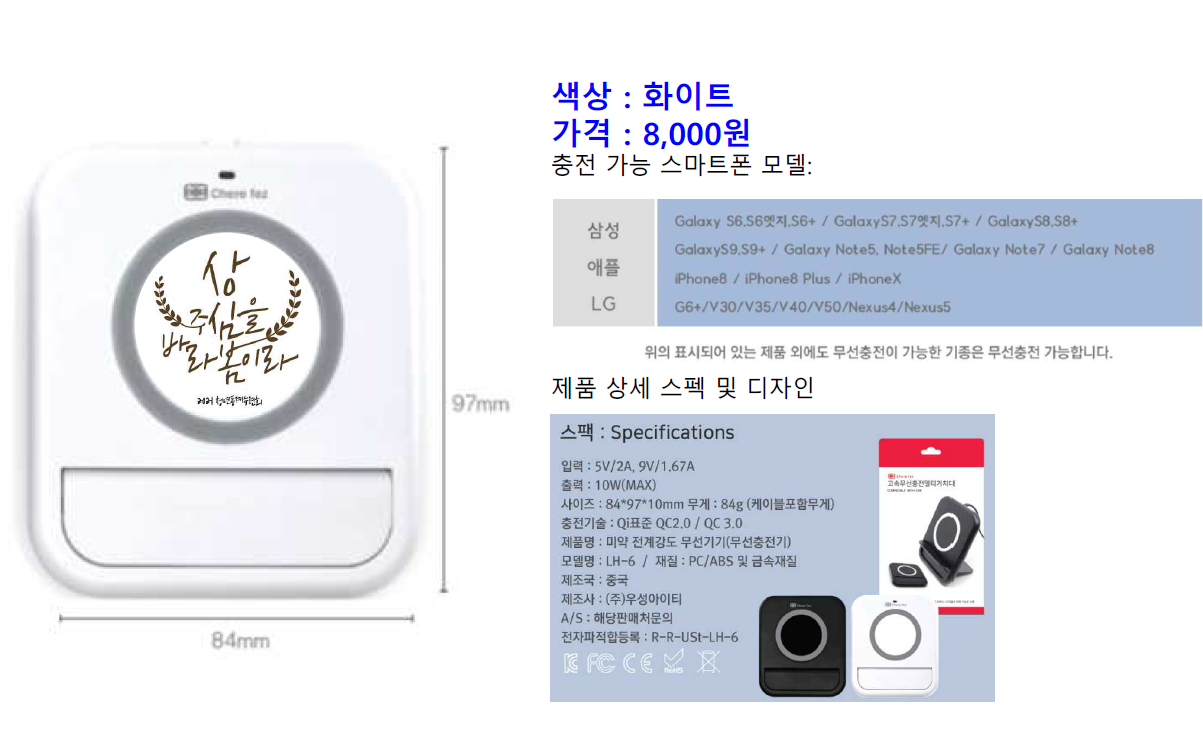 색상 : 화이트
가격 : 8,000원
충전 가능 스마트폰 모델:
삼성
Galaxy S6,S6엣지,S6+ / GalaxyS7,S7엣지,S7+ / GalaxyS8,S8+
GalaxyS9,S9+ / Galaxy Note5, Note5FE/ Galaxy Note7 / Galaxy Note8
애플
iPhone8 / iPhone8 Plus / iPhoneX
LG
G6+/V30/V35/V40/V50/Nexus4/Nexus5
위의 표시되어 있는 제품 외에도 무선충전이 가능한 기종은 무선충전 가능합니다.
제품 상세 스펙 및 디자인
스팩 : Specifications
입력 : 5V/2A, 9V/1.67A
출력 : 10W(MAX)
사이즈 : 84*97*10mm 무게 : 84g (케이블포함무게)
충전기술 : Qi표준 QC2.0 / QC 3.0
제품명 : 미약 전계강도 무선기기(무선충전기)
모델명 : LH-6 / 재질 : PC/ABS 및 금속재질
제조국 : 중국
제조사 : (주)우성아이티
A/S : 해당판매처문의
전자파적합등록 : R-R-USt-LH-6
FC CE RoHS
고속무선충전멀티거치대
Chere tez
상
주심을
바라봄이라
97mm
84mm